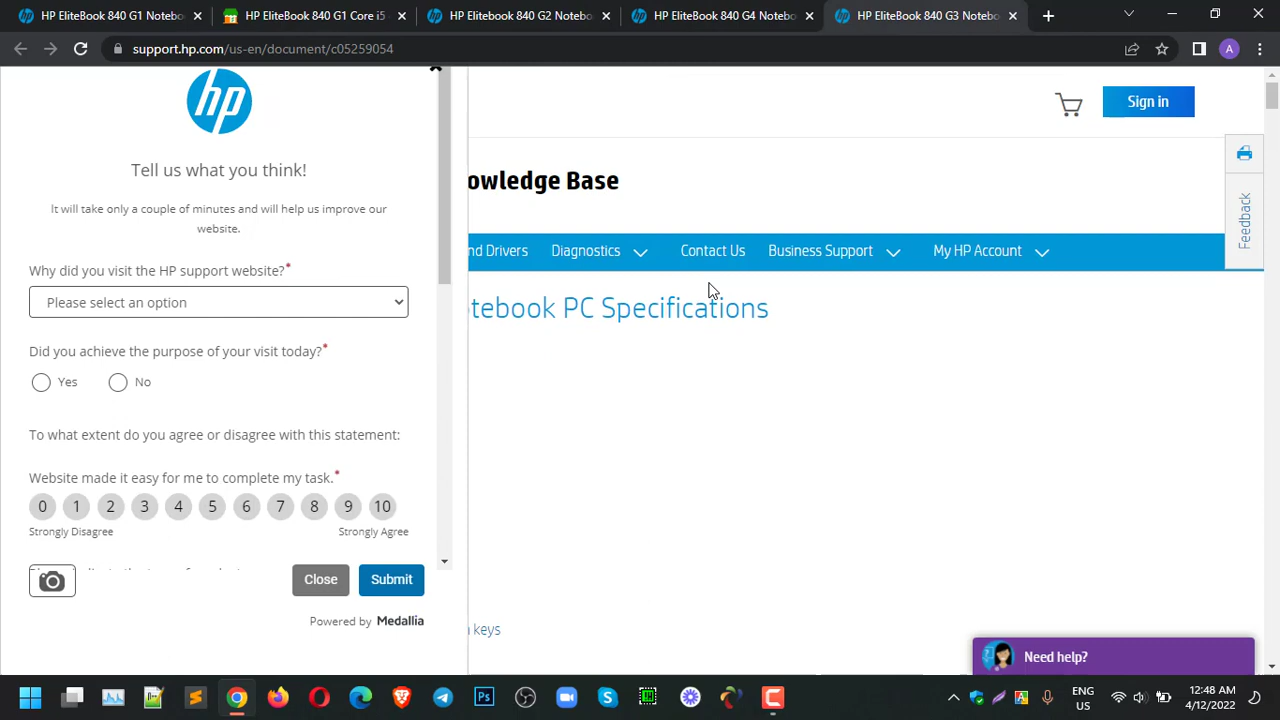 HP EliteBook 840 G1 Notebo
HP EliteBook 840 G1 Core i5
HP EliteBook 840 G2 Notebo
HP EliteBook 840 G4 Notebo
HP EliteBook 840 G3 Notebo
support.hp.com/us-en/document/c05259054
A
hp
Sign in
Tell us what you think!
It will take only a couple of minutes and will help us improve our
website.
owledge Base
Feedback
nd Drivers
Diagnostics
Contact Us
Business Support
My HP Account
Why did you visit the HP support website?*
Please select an option
tebook PC Specifications
Did you achieve the purpose of your visit today?*
Yes
No
To what extent do you agree or disagree with this statement:
Website made it easy for me to complete my task.*
0 1 2 3 4 5 6 7 8 9 10
Strongly Disagree
Strongly Agree
Close
Submit
Powered by Medallia
keys
Need help?
Ps
S
A
ENG
US
12:48 AM
4/12/2022